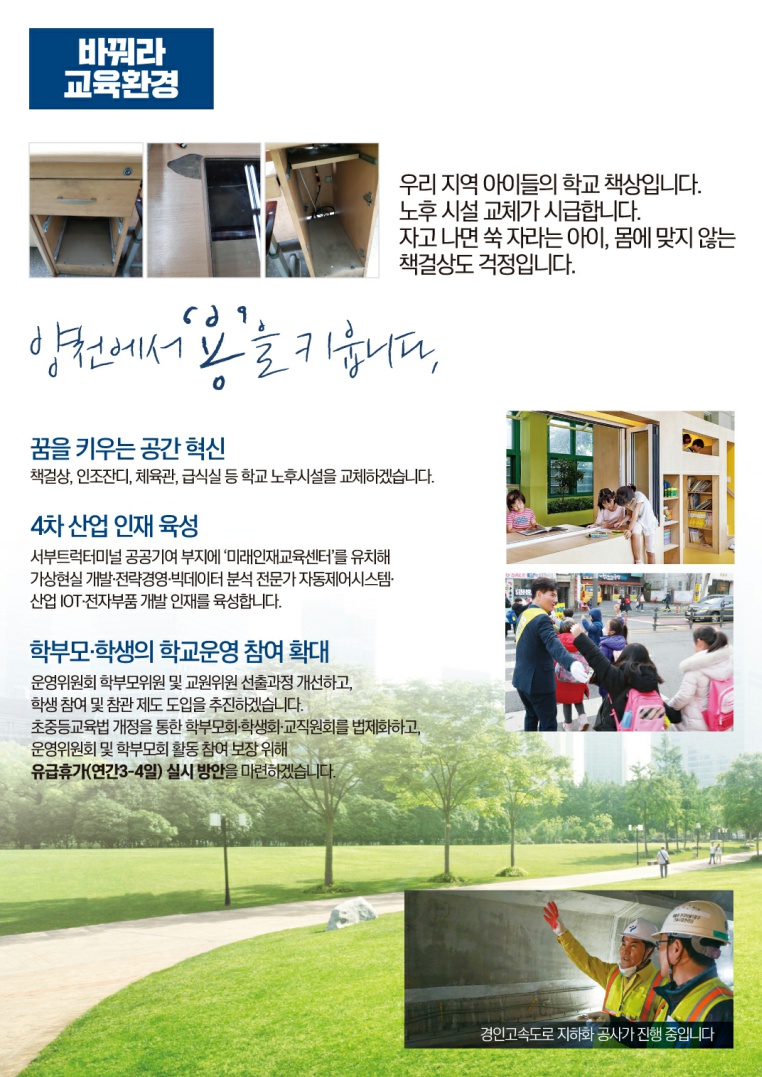 바꿔라
교육환경
우리 지역 아이들의 학교 책상입니다.
노후 시설 교체가 시급합니다.
자고 나면 쑥 자라는 아이, 몸에 맞지 않는
책걸상도 걱정입니다.
양천에서 '용'을 키웁니다,
꿈을 키우는 공간 혁신
책걸상, 인조잔디, 체육관, 급식실 등 학교 노후시설을 교체하겠습니다.
4차 산업 인재 육성
서부트럭터미널 공공기여 부지에 '미래인재교육센터'를 유치해
가상현실 개발·전략경영·빅데이터 분석 전문가 자동제어시스템·
산업 IOT·전자부품 개발 인재를 육성합니다.
학부모·학생의 학교운영 참여 확대
운영위원회 학부모위원 및 교원위원 선출과정 개선하고,
학생 참여 및 참관 제도 도입을 추진하겠습니다.
초중등교육법 개정을 통한 학부모회·학생화·교직원회를 법제화하고,
운영위원회 및 학부모회 활동 참여 보장 위해
유급휴가(연간3-4일) 실시 방안을 마련하겠습니다.
경인고속도로 지하화 공사가 진행 중입니다